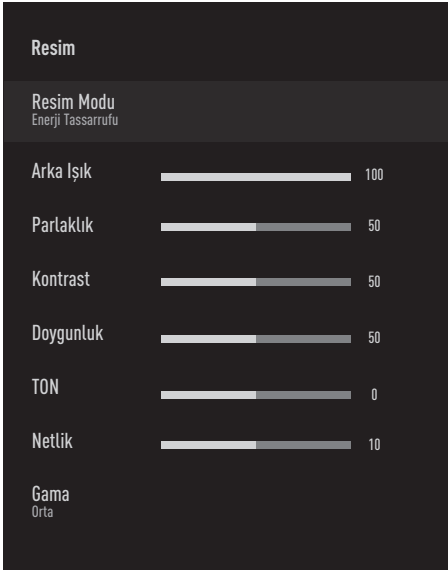 Resim
Resim Modu
Enerji Tassarrufu
Arka Işık 100
Parlaklık 50
Kontrast 50
Doygunluk 50
TON 0
Netlik 10
Gama
Orta